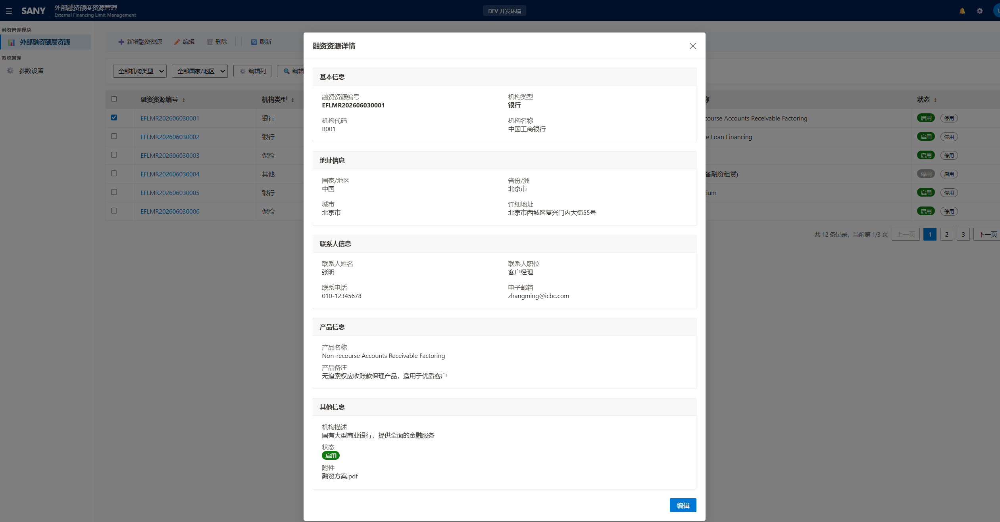 SANY
外部融资额度资源管理
External Financing Limit Management
DEV 开发环境
融资管理模块
外部融资额度资源
系统管理
参数设置
新增融资资源 编辑 删除 刷新
全部机构类型 全部国家/地区 编辑列 编辑
融资资源编号 机构类型 称 状态
EFLMR202606030001 银行 course Accounts Receivable Factoring 启用 停用
EFLMR202606030002 银行 e Loan Financing 启用 停用
EFLMR202606030003 保险 启用 停用
EFLMR202606030004 其他 备融资租赁) 停用 启用
EFLMR202606030005 银行 ium 启用 停用
EFLMR202606030006 保险 启用 停用
共 12 条记录，当前第 1/3 页 上一页 1 2 3 下一页
融资资源详情
基本信息
融资资源编号 机构类型
EFLMR202606030001 银行
机构代码 机构名称
B001 中国工商银行
地址信息
国家/地区 省份/洲
中国 北京市
城市 详细地址
北京市 北京市西城区复兴门内大街55号
联系人信息
联系人姓名 联系人职位
张明 客户经理
联系电话 电子邮箱
010-12345678 zhangming@icbc.com
产品信息
产品名称
Non-recourse Accounts Receivable Factoring
产品备注
无追索权应收账款保理产品，适用于优质客户
其他信息
机构描述
国有大型商业银行，提供全面的金融服务
状态
启用
附件
融资方案.pdf
编辑